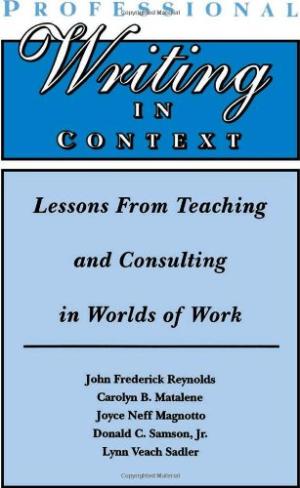 PROFESSIONAL
Writing
IN
CONTEXT
Lessons From Teaching
and Consulting
in Worlds of Work
John Frederick Reynolds
Carolyn B. Matalene
Joyce Neff Magnotto
Donald C. Samson, Jr.
Lynn Veach Sadler